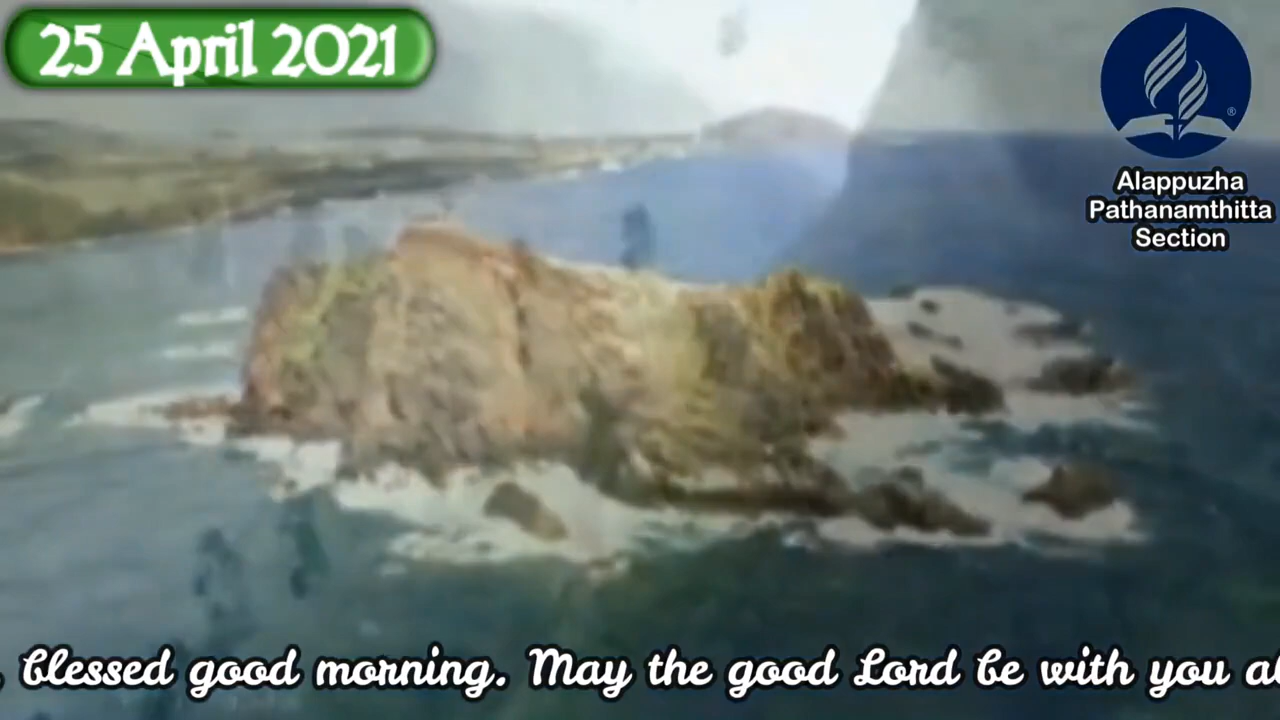 25 April 2021
Alappuzha
Pathanamthitta
Section
blessed good morning. May the good Lord be with you